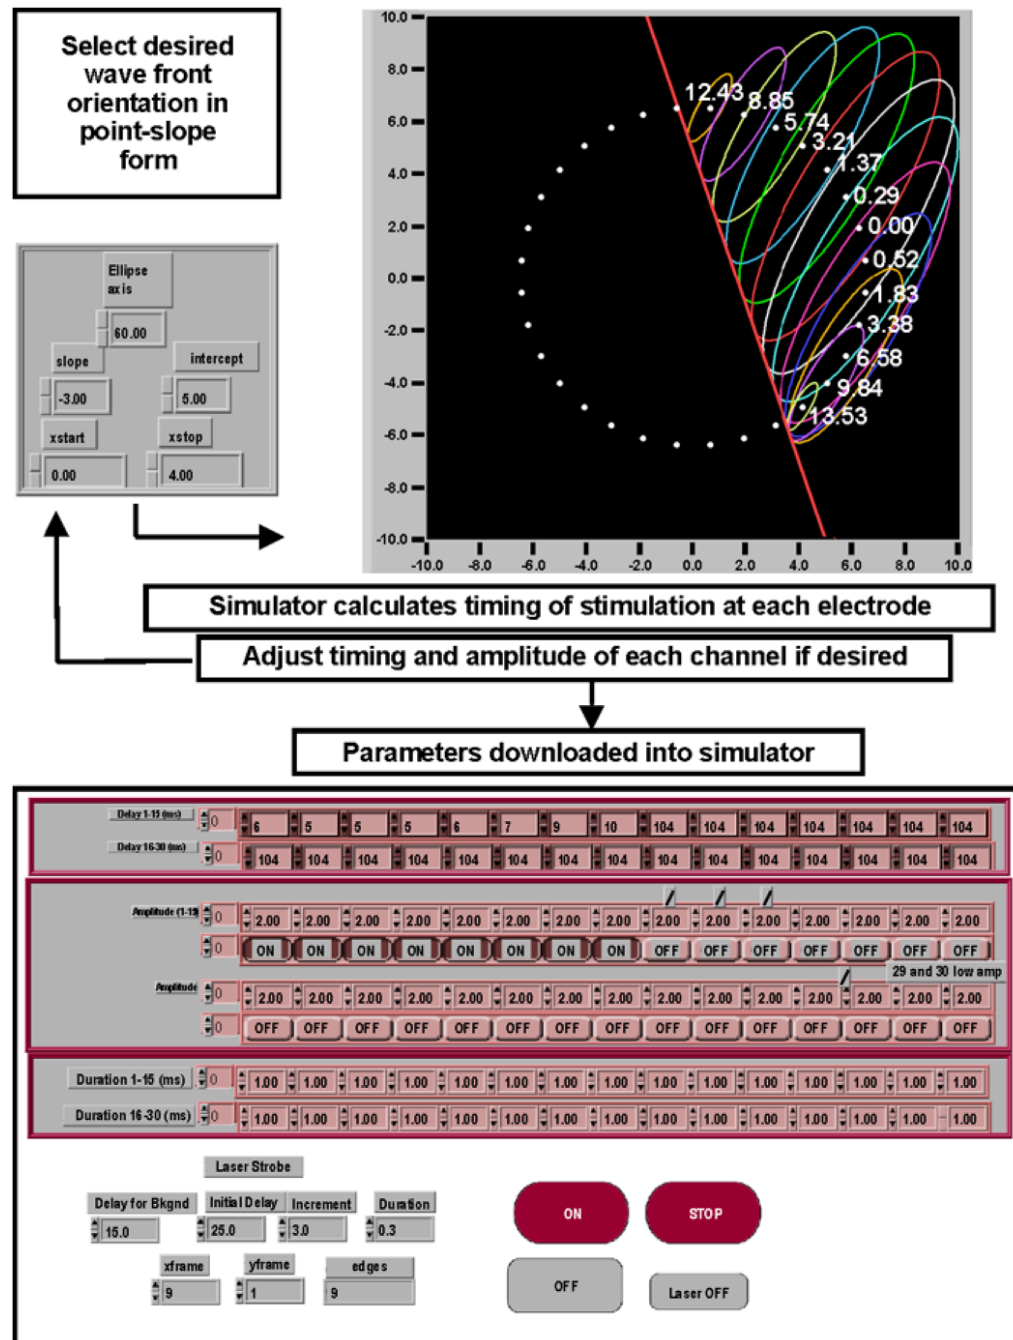 Select desired
wave front
orientation in
point-slope
form
Ellipse
axis
60.00
slope
intercept
-3.00
5.00
xstart
xstop
0.00
4.00
10.0
8.0
6.0
4.0
2.0
0.0
-2.0
-4.0
-6.0
-8.0
-10.0
12.43
8.85
5.74
3.21
1.37
0.29
0.00
0.52
1.83
3.38
6.58
9.84
13.53
-10.0 -8.0 -6.0 -4.0 -2.0 0.0 2.0 4.0 6.0 8.0 10.0
Simulator calculates timing of stimulation at each electrode
Adjust timing and amplitude of each channel if desired
Parameters downloaded into simulator
Delay 1-15 (ms) 0 6 5 5 5 6 7 9 10 104 104 104 104 104 104 104
Delay 16-30 (ms) 0 104 104 104 104 104 104 104 104 104 104 104 104 104 104 104
Amplitude (1-15 0 2.00 2.00 2.00 2.00 2.00 2.00 2.00 2.00 2.00 2.00 2.00 2.00 2.00 2.00 2.00
0 ON ON ON ON ON ON ON ON OFF OFF OFF OFF OFF OFF OFF
29 and 30 low amp
Amplitude 0 2.00 2.00 2.00 2.00 2.00 2.00 2.00 2.00 2.00 2.00 2.00 2.00 2.00 2.00 2.00
0 OFF OFF OFF OFF OFF OFF OFF OFF OFF OFF OFF OFF OFF OFF OFF
Duration 1-15 (ms) 0 1.00 1.00 1.00 1.00 1.00 1.00 1.00 1.00 1.00 1.00 1.00 1.00 1.00 1.00 1.00
Duration 16-30 (ms) 0 1.00 1.00 1.00 1.00 1.00 1.00 1.00 1.00 1.00 1.00 1.00 1.00 1.00 1.00 1.00
Laser Strobe
Delay for Bkgnd Initial Delay Increment Duration
15.0 25.0 3.0 0.3
xframe yframe edges
9 1 9
ON STOP
OFF Laser OFF